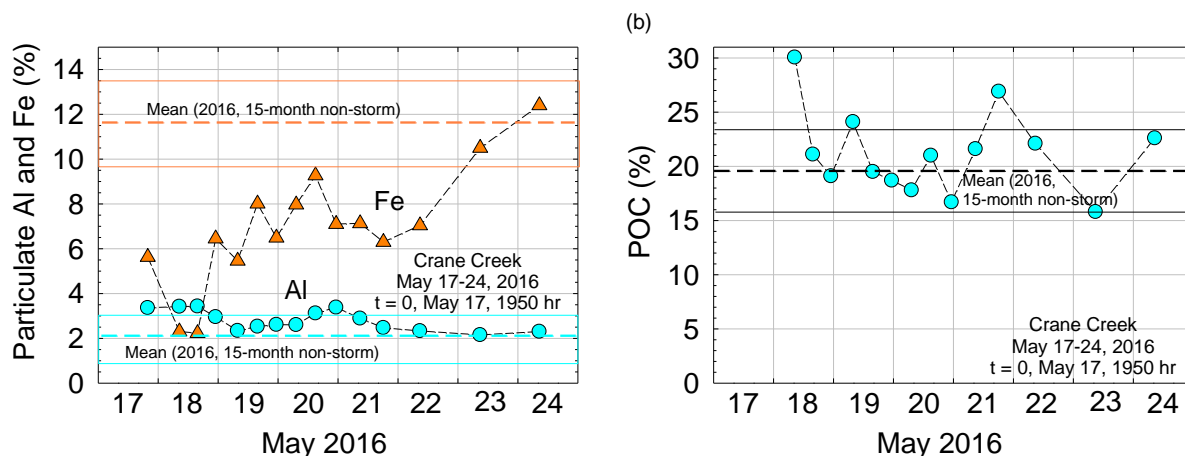 Particulate Al and Fe (%)
14
12
10
8
6
4
2
0
Mean (2016, 15-month non-storm)
Fe
Al
Crane Creek
May 17-24, 2016
t = 0, May 17, 1950 hr
Mean (2016, 15-month non-storm)
17 18 19 20 21 22 23 24
May 2016
(b)
POC (%)
30
25
20
15
10
5
0
Mean (2016,
15-month non-storm)
Crane Creek
May 17-24, 2016
t = 0, May 17, 1950 hr
17 18 19 20 21 22 23 24
May 2016